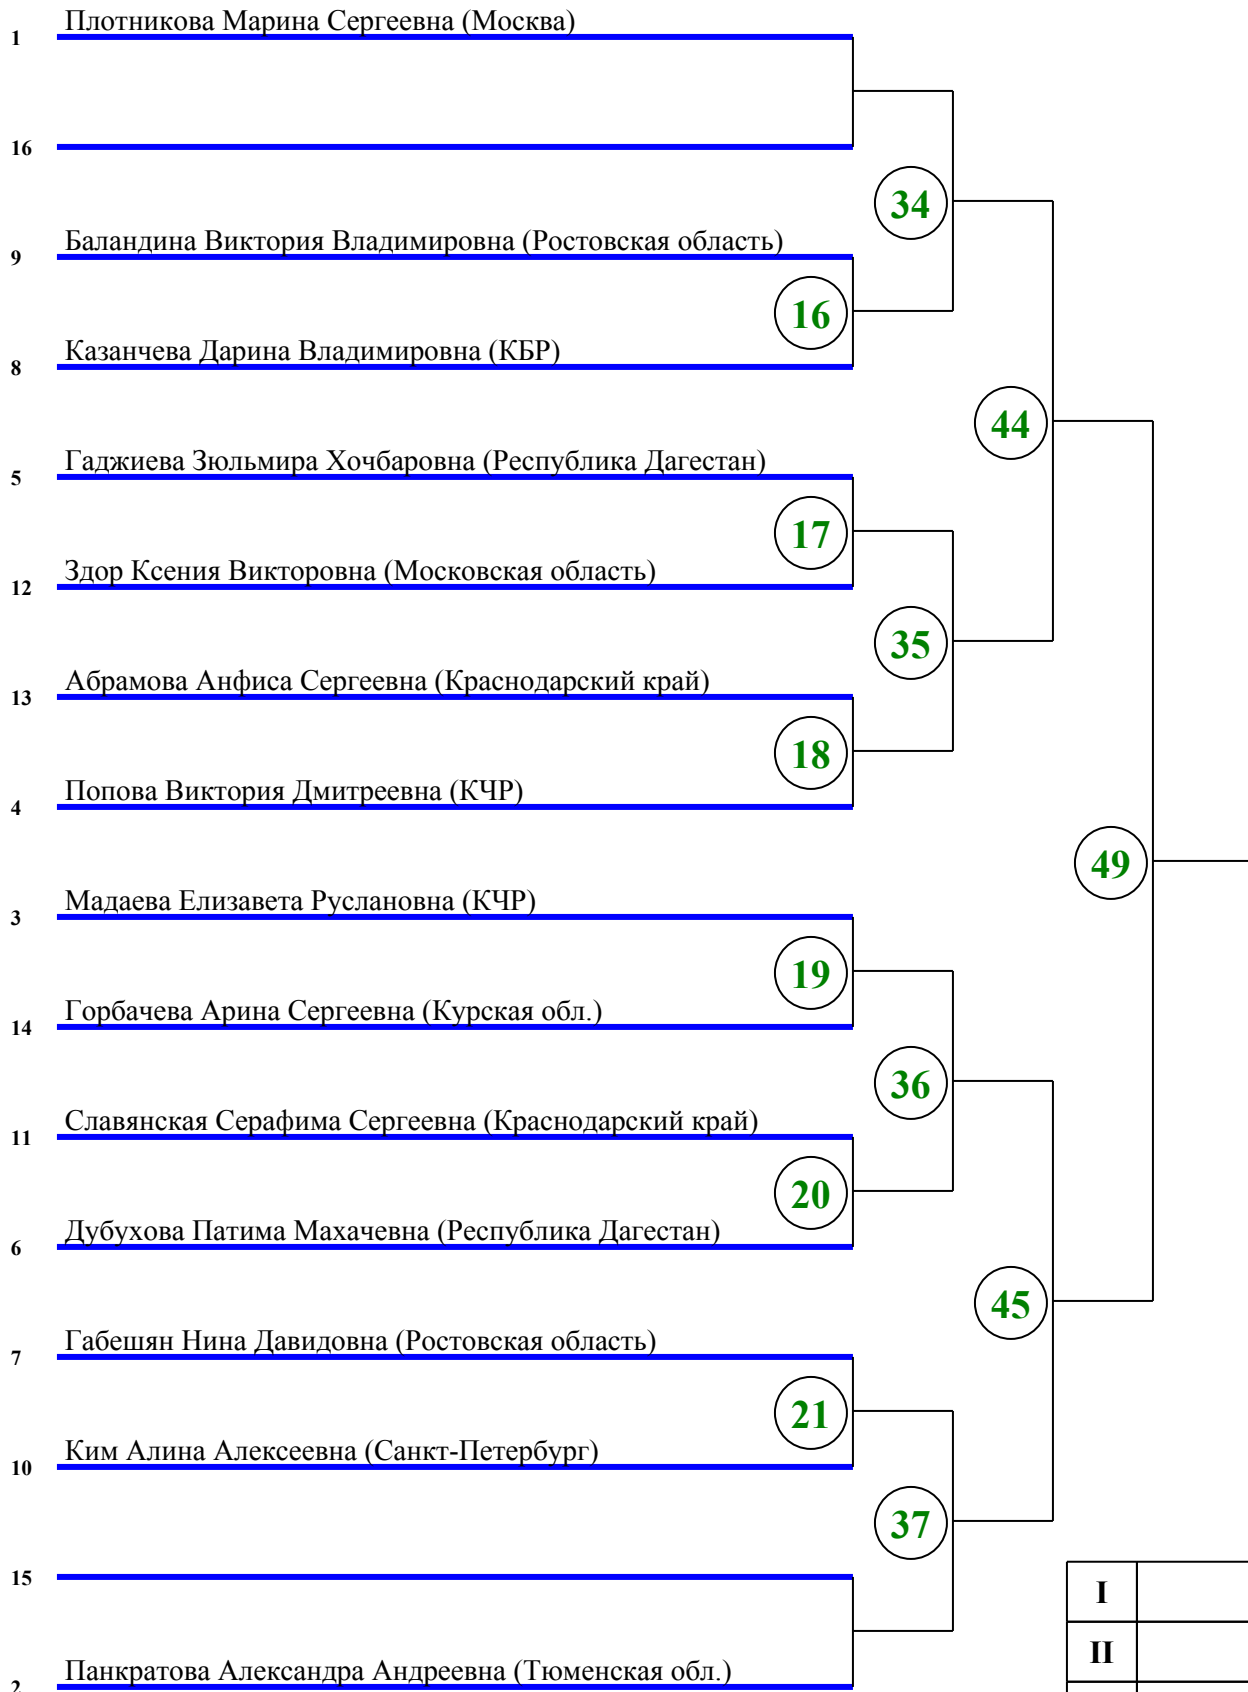 Плотникова Марина Сергеевна (Москва)
1
16
34
Баландина Виктория Владимировна (Ростовская область)
9
16
Казанчева Дарина Владимировна (КБР)
8
44
Гаджиева Зюльмира Хочбаровна (Республика Дагестан)
5
17
Здор Ксения Викторовна (Московская область)
12
35
Абрамова Анфиса Сергеевна (Краснодарский край)
13
18
Попова Виктория Дмитреевна (КЧР)
4
49
Мадаева Елизавета Руслановна (КЧР)
3
19
Горбачева Арина Сергеевна (Курская обл.)
14
36
Славянская Серафима Сергеевна (Краснодарский край)
11
20
Дубухова Патима Махачевна (Республика Дагестан)
6
45
Габешян Нина Давидовна (Ростовская область)
7
21
Ким Алина Алексеевна (Санкт-Петербург)
10
37
15
I
II
Панкратова Александра Андреевна (Тюменская обл.)
2